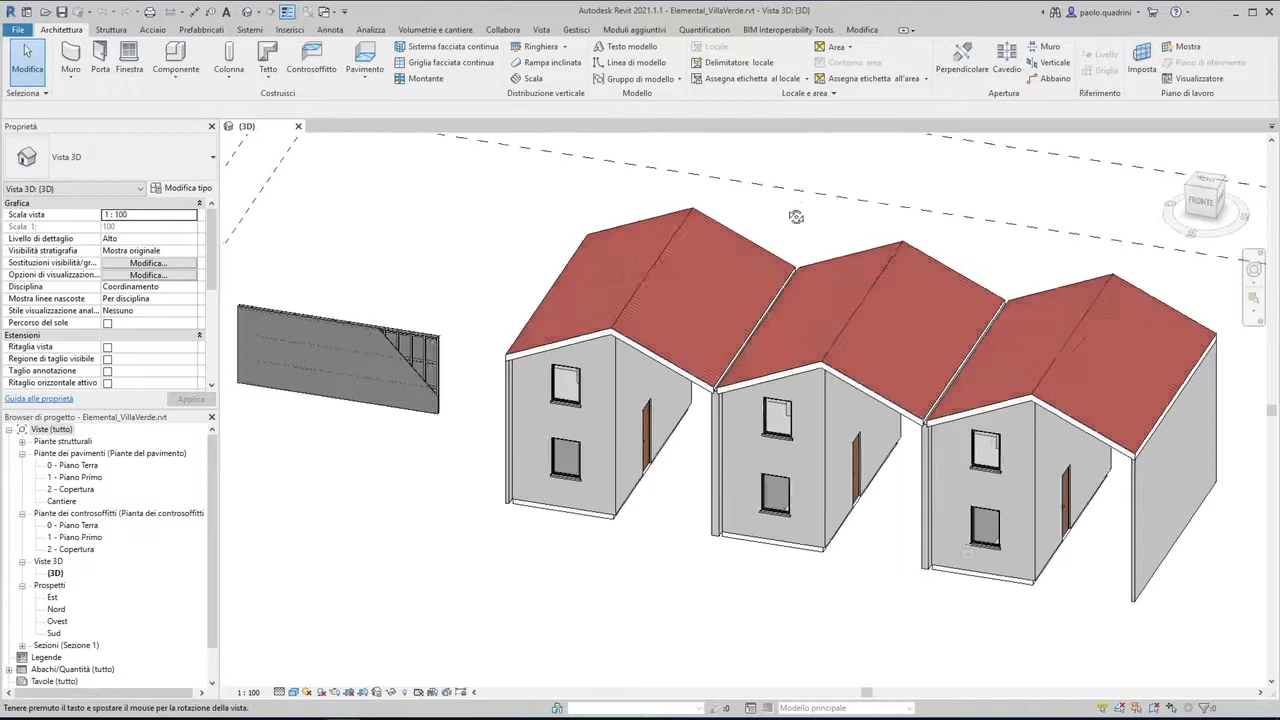 Autodesk Revit 2021.1.1 - Elemental_VillaVerde.rvt - Vista 3D: {3D}
paolo.quadrini
File Architettura Struttura Acciaio Prefabbricati Sistemi Inserisci Annota Analizza Volumetrie e cantiere Collabora Vista Gestisci Moduli aggiuntivi Quantification BIM Interoperability Tools Modifica
Modifica Muro Porta Finestra Componente Colonna Tetto Controsoffitto Pavimento
Sistema facciata continua
Griglia facciata continua
Montante
Ringhiera
Rampa inclinata
Scala
Testo modello
Linea di modello
Gruppo di modello
Locale
Delimitatore locale
Assegna etichetta al locale
Area
Contorno area
Assegna etichetta all'area
Perpendicolare Cavedio
Muro
Verticale
Abbaino
Livello
Griglia
Imposta
Mostra
Piano di riferimento
Visualizzatore
Seleziona Costruisci Distribuzione verticale Modello Locale e area Apertura Riferimento Piano di lavoro
Proprietà
{3D}
Vista 3D
Vista 3D: {3D} Modifica tipo
Grafica
Scala vista 1 : 100
Scala 1: 100
Livello di dettaglio Alto
Visibilità stratigrafia Mostra originale
Sostituzioni visibilità/gr... Modifica...
Opzioni di visualizzazion... Modifica...
Disciplina Coordinamento
Mostra linee nascoste Per disciplina
Stile visualizzazione anal... Nessuno
Percorso del sole
Estensioni
Ritaglia vista
Regione di taglio visibile
Taglio annotazione
Ritaglio orizzontale attivo
Guida alle proprietà Applica
Browser di progetto - Elemental_VillaVerde.rvt
Viste (tutto)
Piante strutturali
Piante dei pavimenti (Piante del pavimento)
0 - Piano Terra
1 - Piano Primo
2 - Copertura
Cantiere
Piante dei controsoffitti (Pianta dei controsoffitti
0 - Piano Terra
1 - Piano Primo
2 - Copertura
Viste 3D
{3D}
Prospetti
Est
Nord
Ovest
Sud
Sezioni (Sezione 1)
Legende
Abachi/Quantità (tutto)
Tavole (tutto)
FRONTE
1 : 100
Tenere premuto il tasto e spostare il mouse per la rotazione della vista.
:0
Modello principale
:0